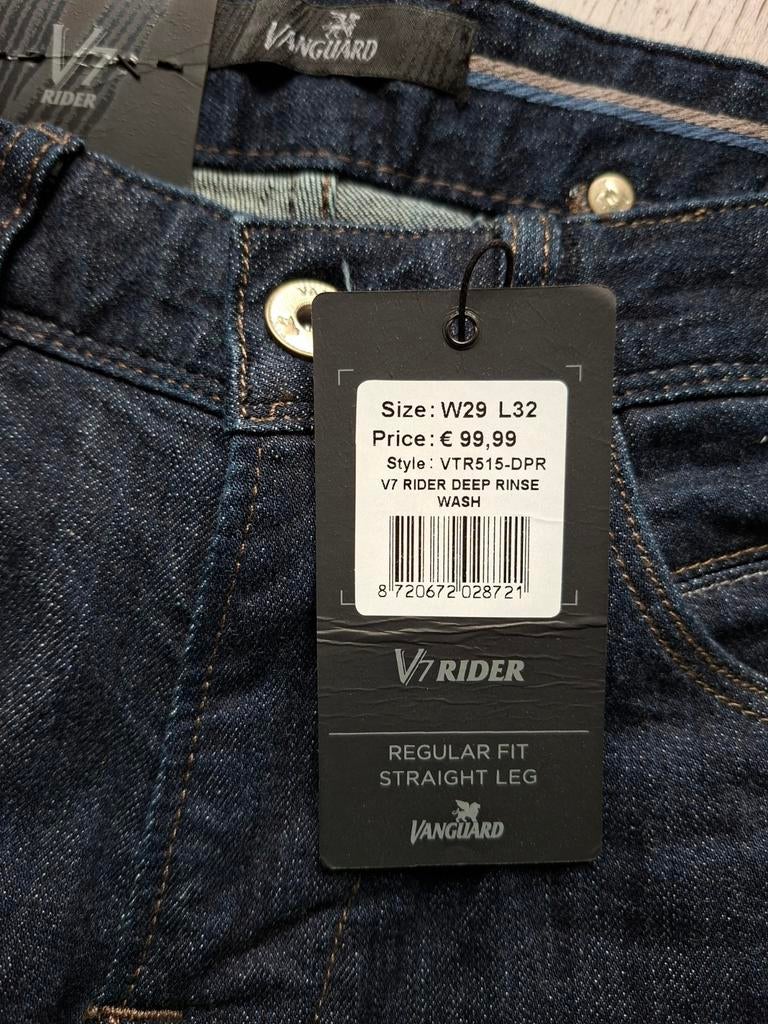 VANGUARD
V7
RIDER
VA
Size: W29 L32
Price: € 99,99
Style: VTR515-DPR
V7 RIDER DEEP RINSE
WASH
8 720672 028721
V7 RIDER
REGULAR FIT
STRAIGHT LEG
VANGUARD